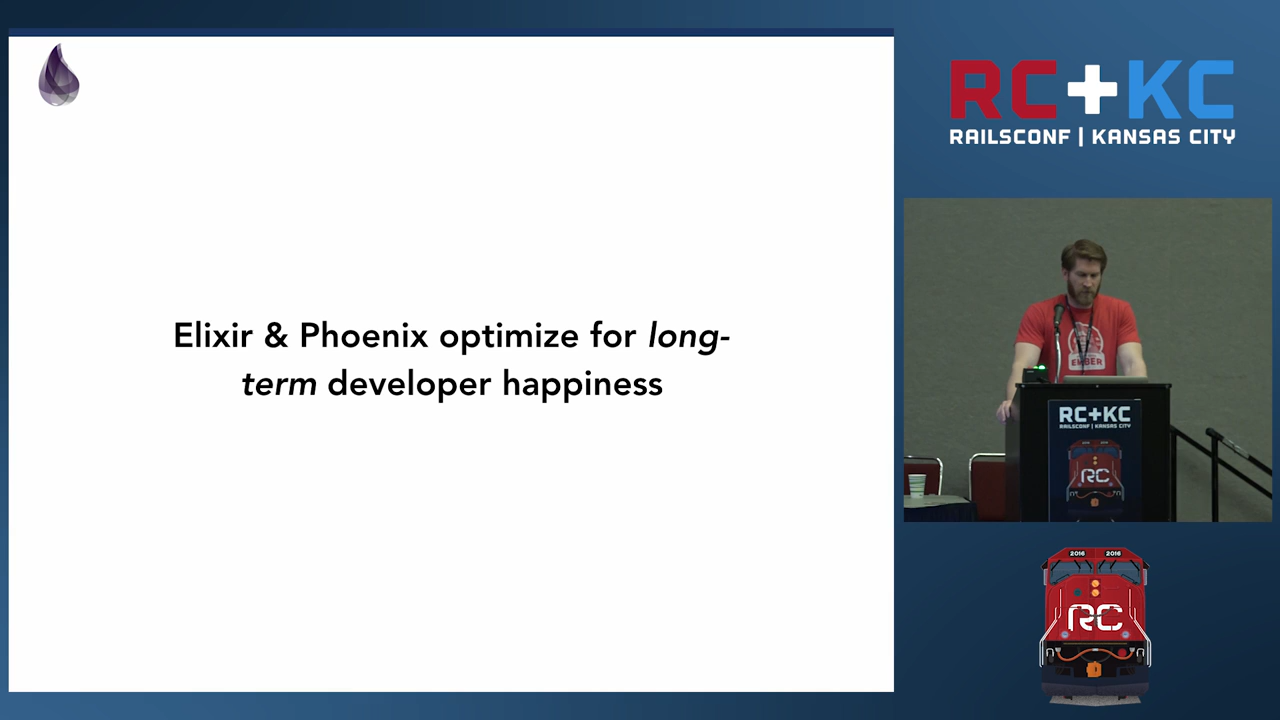 Elixir & Phoenix optimize for long-
term developer happiness
RC+KC
RAILSCONF | KANSAS CITY
EMBER
RC+KC
RAILSCONF | KANSAS CITY
RC
2016 2016
RC